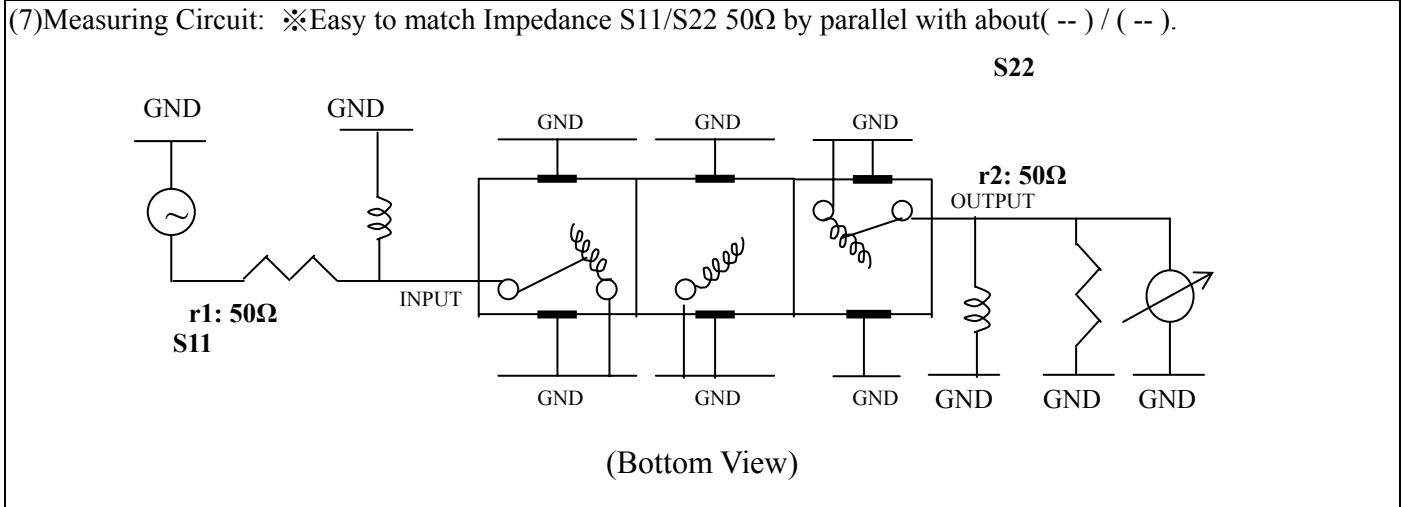 (7)Measuring Circuit: ※Easy to match Impedance S11/S22 50Ω by parallel with about( -- ) / ( -- ).
S22
GND GND GND GND GND
r2: 50Ω
OUTPUT
INPUT
r1: 50Ω
S11
GND GND GND GND GND GND
(Bottom View)